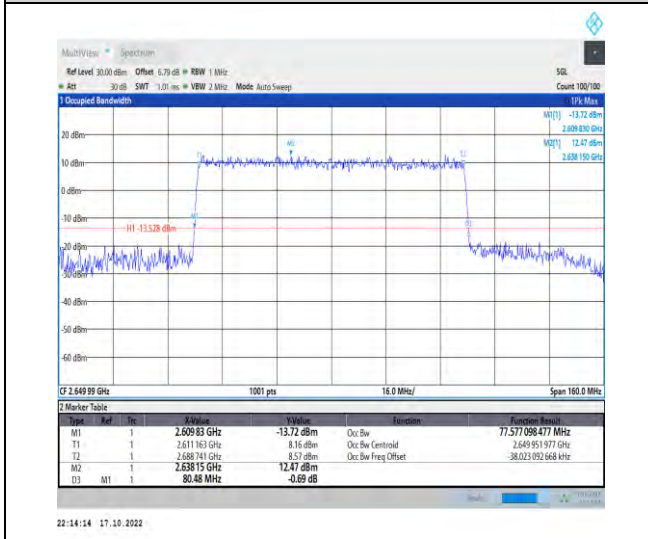 MultiView Spectrum
Ref Level 30.00 dBm Offset 6.79 dB RBW 1 MHz SGL
Att 30 dB SWT 1.01 ms VBW 2 MHz Mode Auto Sweep Count 100/100
1 Occupied Bandwidth 1Pk Max
M1[1] -13.72 dBm
2.609 830 GHz
20 dBm M2[1] 12.47 dBm
2.638 150 GHz
M2
T1 T2
10 dBm
0 dBm
-10 dBm
M1 D3
H1 -13.528 dBm
-20 dBm
-30 dBm
-40 dBm
-50 dBm
-60 dBm
CF 2.649 99 GHz 1001 pts 16.0 MHz/ Span 160.0 MHz
2 Marker Table
Type Ref Trc X-Value Y-Value Function Function Result
M1 1 2.609 83 GHz -13.72 dBm Occ Bw 77.577 098 477 MHz
T1 1 2.611 163 GHz 8.16 dBm Occ Bw Centroid 2.649 951 977 GHz
T2 1 2.688 741 GHz 8.57 dBm Occ Bw Freq Offset -38.023 092 668 kHz
M2 1 2.638 15 GHz 12.47 dBm
D3 M1 1 80.48 MHz -0.69 dB
22:14:14 17.10.2022